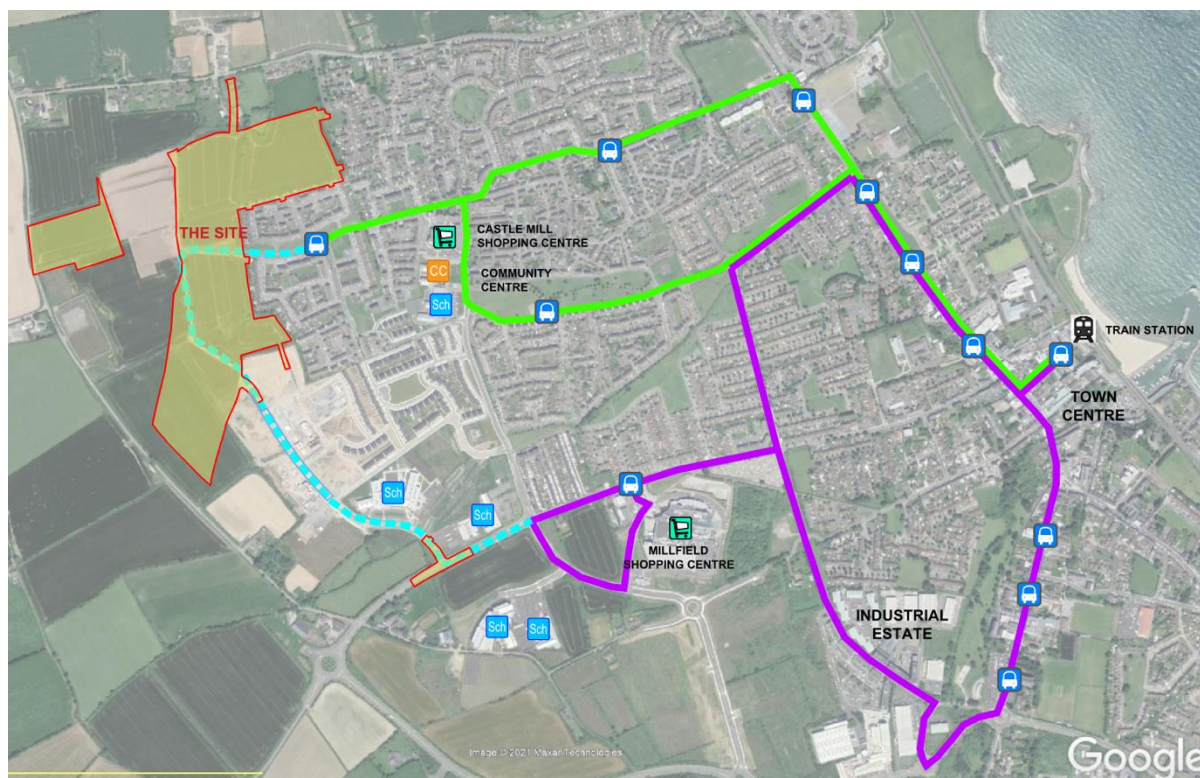 THE SITE
CASTLE MILL
SHOPPING CENTRE
CC
COMMUNITY
CENTRE
Sch
TRAIN STATION
TOWN
CENTRE
Sch
Sch
MILLFIELD
SHOPPING CENTRE
INDUSTRIAL
ESTATE
Sch
Sch
Image © 2021 Maxar Technologies
Google